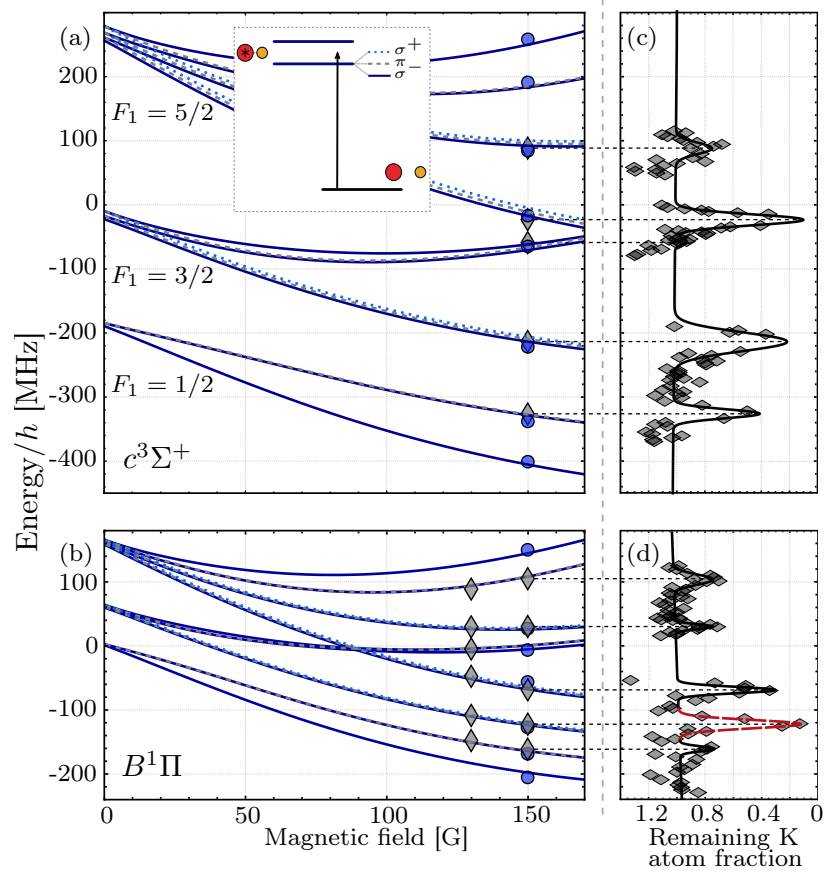 (a)
(c)
σ⁺
π
σ⁻
F₁ = 5/2
F₁ = 3/2
F₁ = 1/2
c³Σ⁺
200
100
0
-100
-200
-300
-400
Energy/h [MHz]
(b)
(d)
B¹Π
100
0
-100
-200
0
50
100
150
Magnetic field [G]
1.2
0.8
0.4
0
Remaining K
atom fraction